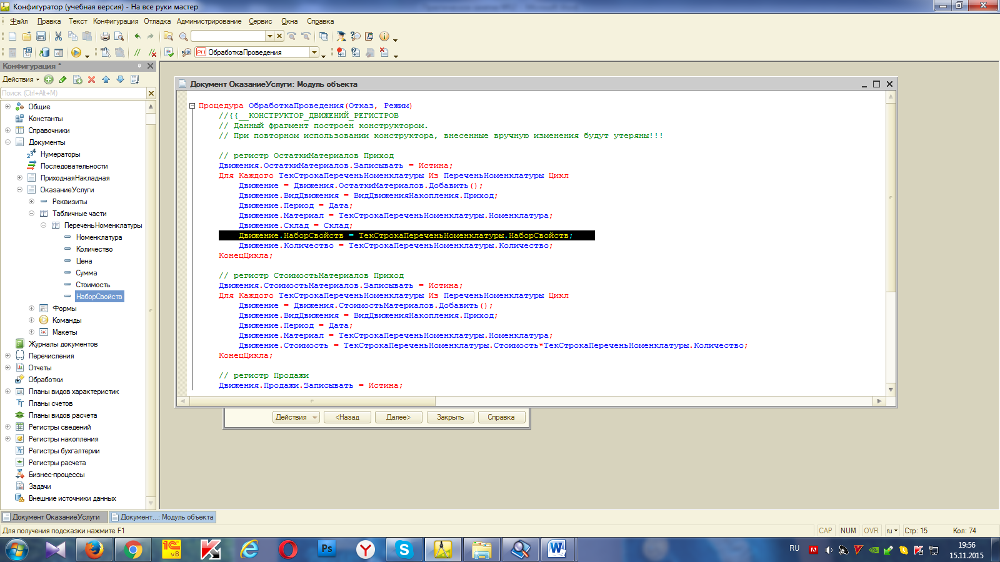 Конфигуратор (учебная версия) - На все руки мастер
Файл Правка Текст Конфигурация Отладка Администрирование Сервис Окна Справка
ОбработкаПроведения
Конфигурация *
Действия
Поиск (Ctrl+Alt+M)
Общие
Константы
Справочники
Документы
Нумераторы
Последовательности
ПриходнаяНакладная
ОказаниеУслуги
Реквизиты
Табличные части
ПереченьНоменклатуры
Номенклатура
Количество
Цена
Сумма
Стоимость
НаборСвойств
Формы
Команды
Макеты
Журналы документов
Перечисления
Отчеты
Обработки
Планы видов характеристик
Планы счетов
Планы видов расчета
Регистры сведений
Регистры накопления
Регистры бухгалтерии
Регистры расчета
Бизнес-процессы
Задачи
Внешние источники данных
Документ ОказаниеУслуги: Модуль объекта
Процедура ОбработкаПроведения(Отказ, Режим)
//{{__КОНСТРУКТОР_ДВИЖЕНИЙ_РЕГИСТРОВ
// Данный фрагмент построен конструктором.
// При повторном использовании конструктора, внесенные вручную изменения будут утеряны!!!
// регистр ОстаткиМатериалов Приход
Движения.ОстаткиМатериалов.Записывать = Истина;
Для Каждого ТекСтрокаПереченьНоменклатуры Из ПереченьНоменклатуры Цикл
Движение = Движения.ОстаткиМатериалов.Добавить();
Движение.ВидДвижения = ВидДвиженияНакопления.Приход;
Движение.Период = Дата;
Движение.Материал = ТекСтрокаПереченьНоменклатуры.Номенклатура;
Движение.Склад = Склад;
Движение.НаборСвойств = ТекСтрокаПереченьНоменклатуры.НаборСвойств;
Движение.Количество = ТекСтрокаПереченьНоменклатуры.Количество;
КонецЦикла;
// регистр СтоимостьМатериалов Приход
Движения.СтоимостьМатериалов.Записывать = Истина;
Для Каждого ТекСтрокаПереченьНоменклатуры Из ПереченьНоменклатуры Цикл
Движение = Движения.СтоимостьМатериалов.Добавить();
Движение.ВидДвижения = ВидДвиженияНакопления.Приход;
Движение.Период = Дата;
Движение.Материал = ТекСтрокаПереченьНоменклатуры.Номенклатура;
Движение.Стоимость = ТекСтрокаПереченьНоменклатуры.Стоимость*ТекСтрокаПереченьНоменклатуры.Количество;
КонецЦикла;
// регистр Продажи
Движения.Продажи.Записывать = Истина;
Действия <Назад Далее> Закрыть Справка
Документ ОказаниеУслуги Документ...: Модуль объекта
Для получения подсказки нажмите F1
CAP NUM OVR ru Стр: 15 Кол: 74
RU
19:56
15.11.2015